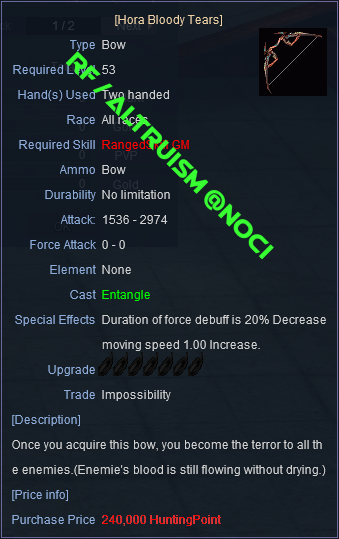 [Hora Bloody Tears]
Type Bow
Required Level 53
Hand(s) Used Two handed
Race All races
Required Skill Ranged GM
Ammo Bow
Durability No limitation
Attack: 1536 - 2974
Force Attack 0 - 0
Element None
Cast Entangle
Special Effects Duration of force debuff is 20% Decrease
moving speed 1.00 Increase.
Upgrade
Trade Impossibility
[Description]
Once you acquire this bow, you become the terror to all th
e enemies.(Enemie's blood is still flowing without drying.)
[Price info]
Purchase Price 240,000 HuntingPoint
RF / ALTRUISM @NOCI
1 / 2